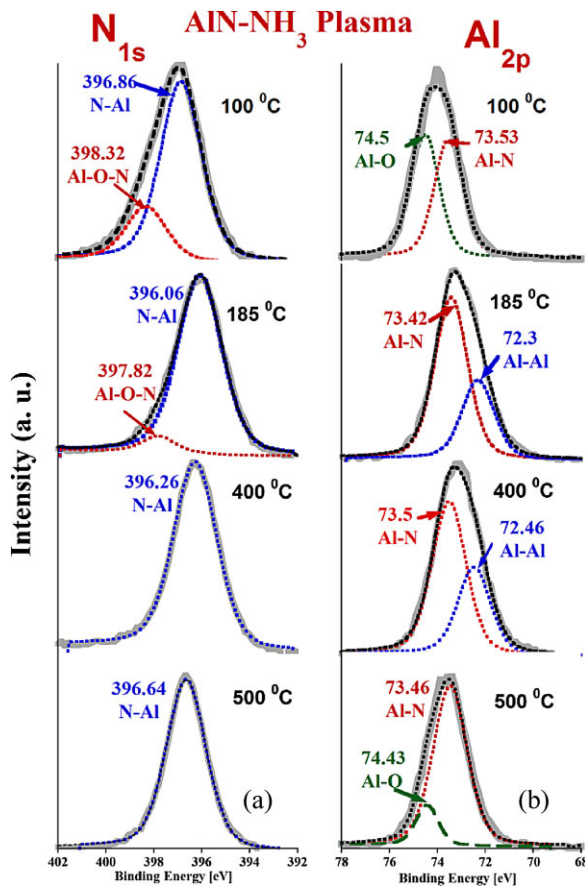 AlN-NH3 Plasma
N1s
Al2p
396.86
N-Al
100 0C
398.32
Al-O-N
74.5
Al-O
100 0C
73.53
Al-N
396.06
N-Al
185 0C
397.82
Al-O-N
185 0C
73.42
Al-N
72.3
Al-Al
396.26
N-Al
400 0C
400 0C
73.5
Al-N
72.46
Al-Al
396.64
N-Al
500 0C
(a)
73.46
Al-N
500 0C
74.43
Al-O
(b)
Intensity (a. u.)
402 400 398 396 394 392
Binding Energy [eV]
78 76 74 72 70 68
Binding Energy [eV]